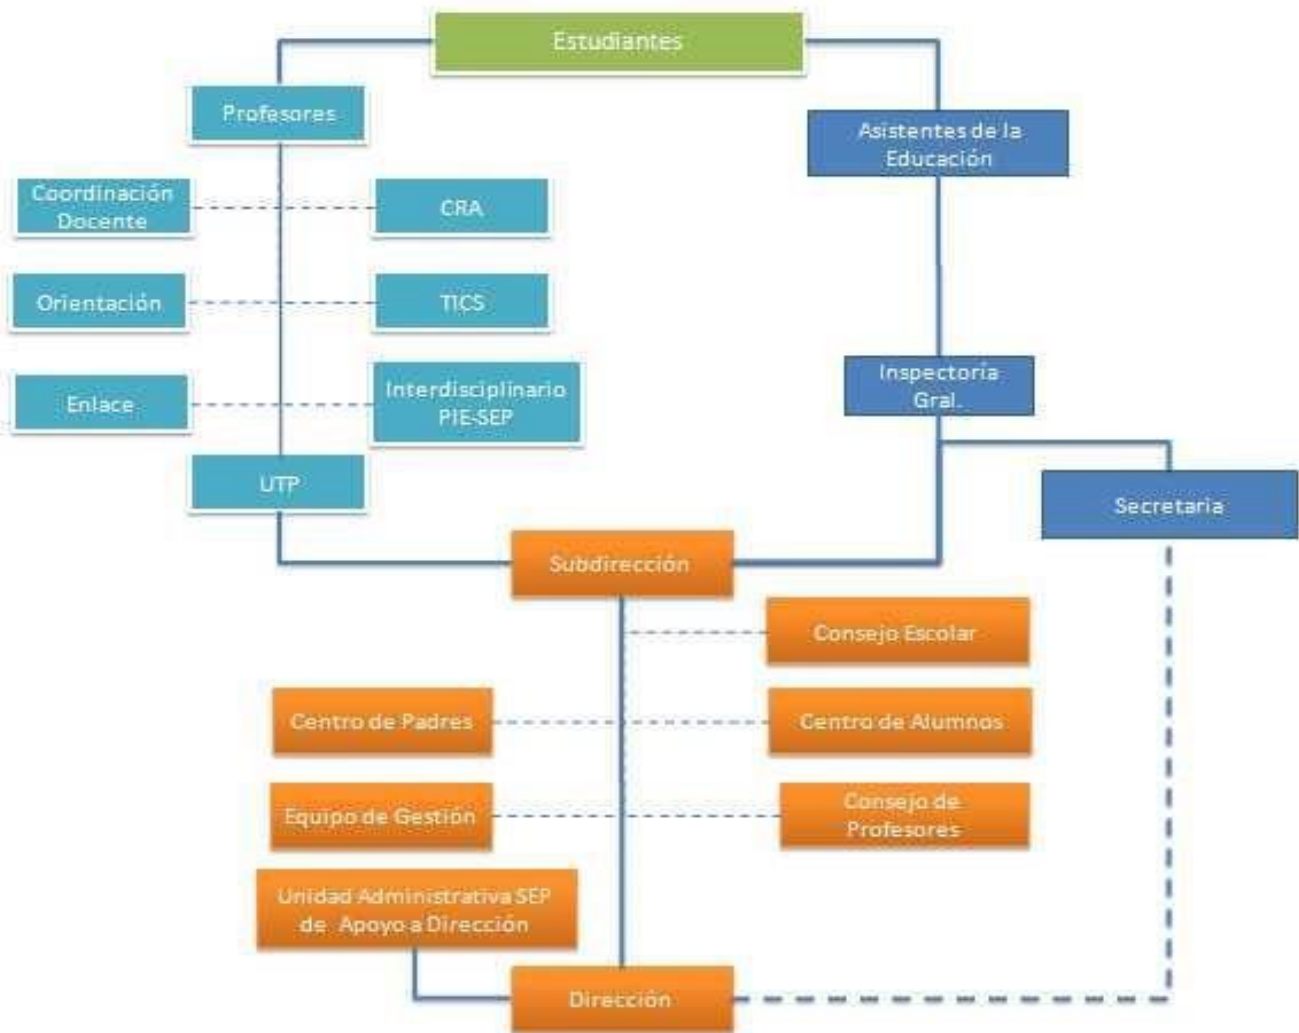 Estudiantes
Profesores
Asistentes de la
Educación
Coordinación
Docente
CRA
Orientación
TICS
Inspectoría
Gral.
Enlace
Interdisciplinario
PIE-SEP
UTP
Secretaria
Subdirección
Consejo Escolar
Centro de Padres
Centro de Alumnos
Equipo de Gestión
Consejo de
Profesores
Unidad Administrativa SEP
de Apoyo a Dirección
Dirección